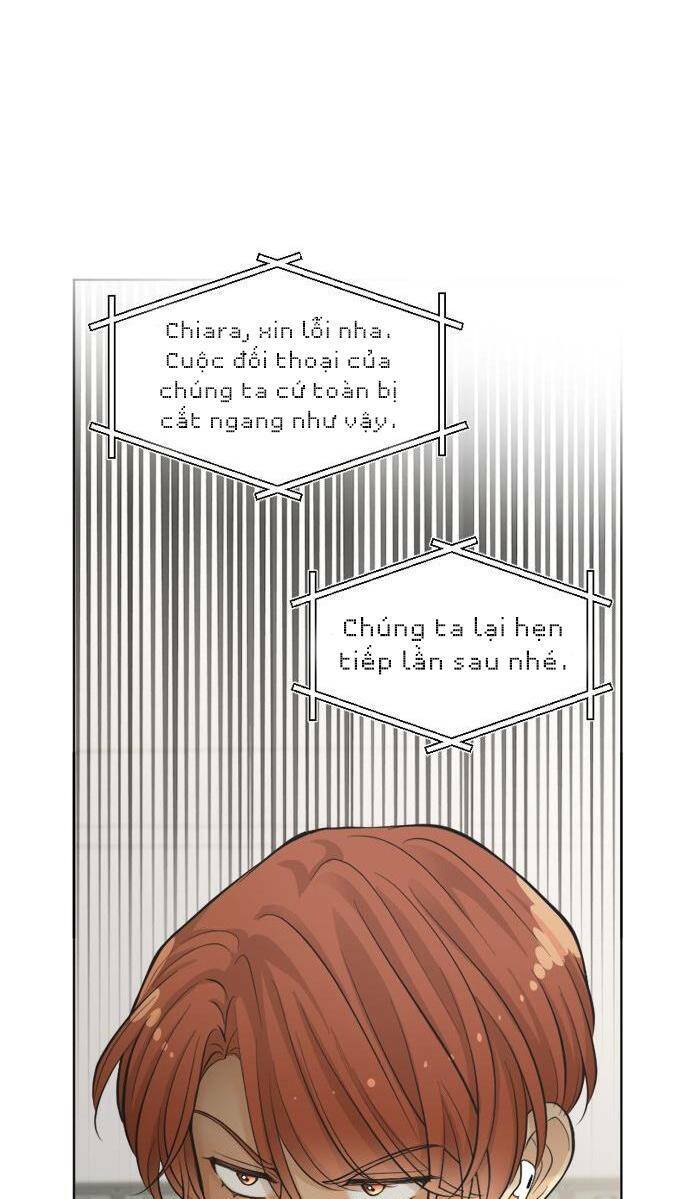 Chiara, xin lỗi nha.
Cuộc đối thoại của
chúng ta cứ toàn bị
cắt ngang như vậy.
Chúng ta lại hẹn
tiếp lần sau nhé.